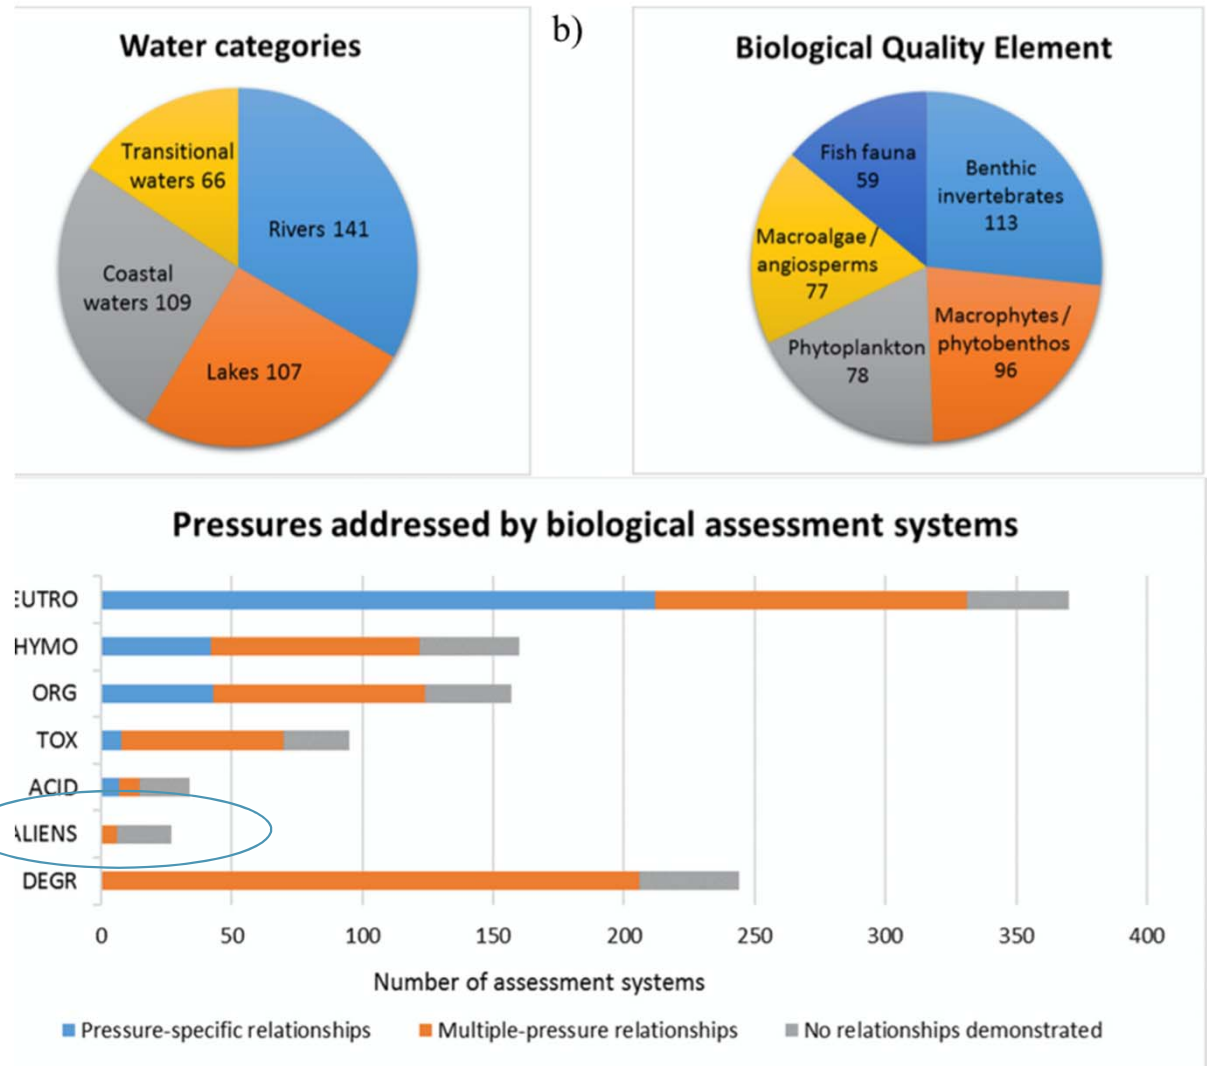 Water categories
Transitional
waters 66
Rivers 141
Coastal
waters 109
Lakes 107
b)
Biological Quality Element
Fish fauna
59
Benthic
invertebrates
113
Macroalgae/
angiosperms
77
Macrophytes/
phytobenthos
96
Phytoplankton
78
Pressures addressed by biological assessment systems
EUTRO
HYMO
ORG
TOX
ACID
ALIENS
DEGR
0 50 100 150 200 250 300 350 400
Number of assessment systems
Pressure-specific relationships Multiple-pressure relationships No relationships demonstrated